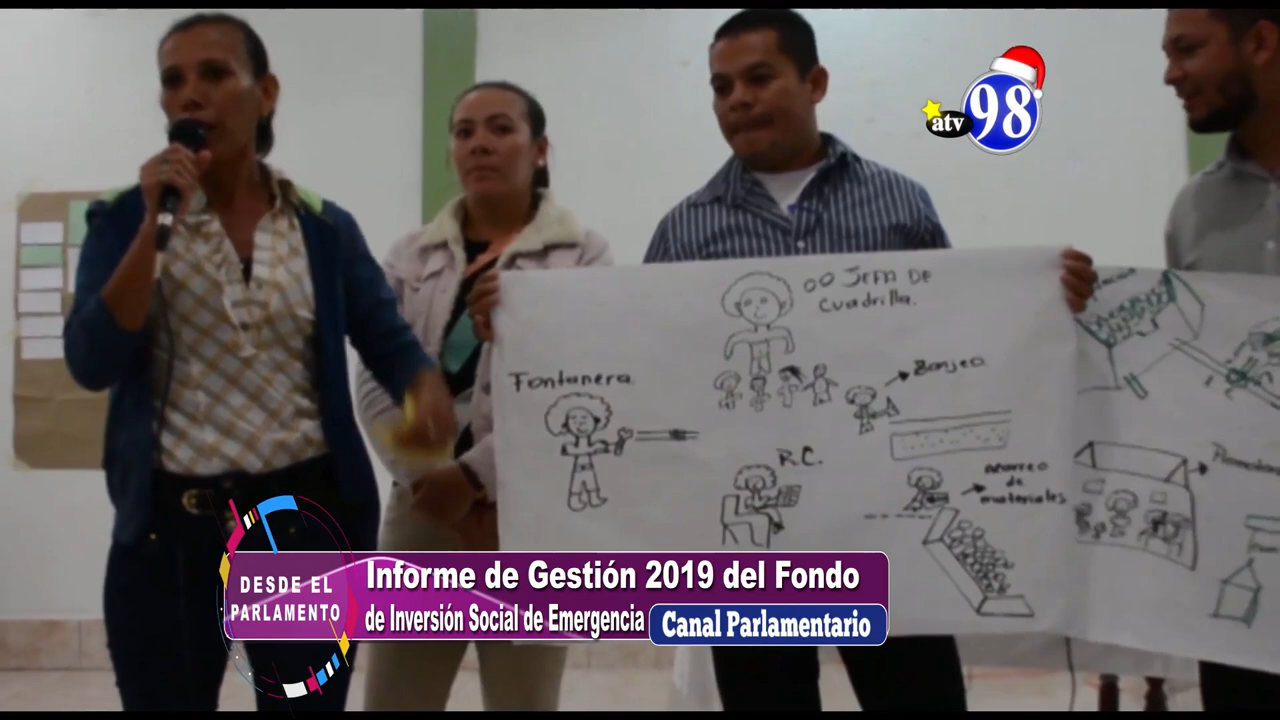 atv 98
JEFA DE
Cuadrilla.
Fontanera
Zanjeo
R.C.
Acarreo
de
materiales
DESDE EL
PARLAMENTO
Informe de Gestión 2019 del Fondo
de Inversión Social de Emergencia
Canal Parlamentario